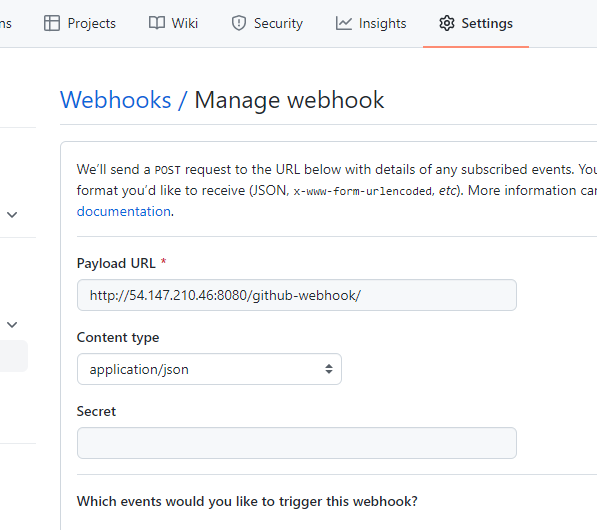 ns Projects Wiki Security Insights Settings
Webhooks / Manage webhook
We'll send a POST request to the URL below with details of any subscribed events. You
format you'd like to receive (JSON, x-www-form-urlencoded, etc). More information can
documentation.
Payload URL *
http://54.147.210.46:8080/github-webhook/
Content type
application/json
Secret
Which events would you like to trigger this webhook?